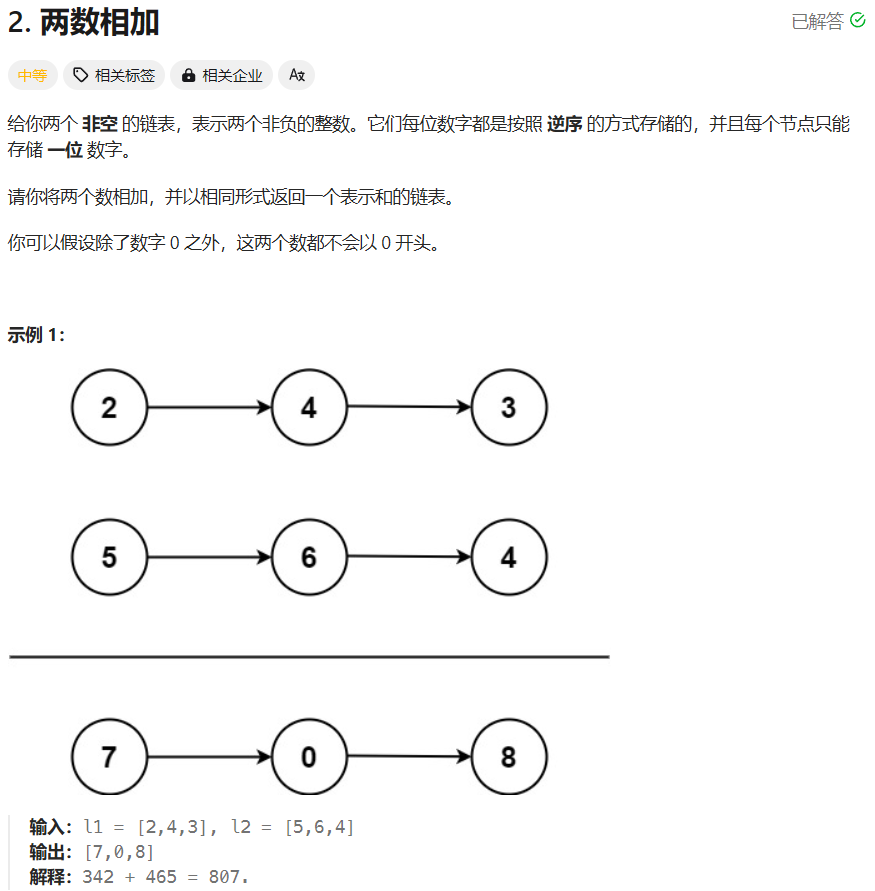 2. 两数相加
已解答
中等
相关标签
相关企业
给你两个 非空 的链表，表示两个非负的整数。它们每位数字都是按照 逆序 的方式存储的，并且每个节点只能
存储 一位 数字。
请你将两个数相加，并以相同形式返回一个表示和的链表。
你可以假设除了数字 0 之外，这两个数都不会以 0 开头。
示例 1：
2 4 3
5 6 4
7 0 8
输入：l1 = [2,4,3], l2 = [5,6,4]
输出：[7,0,8]
解释：342 + 465 = 807.